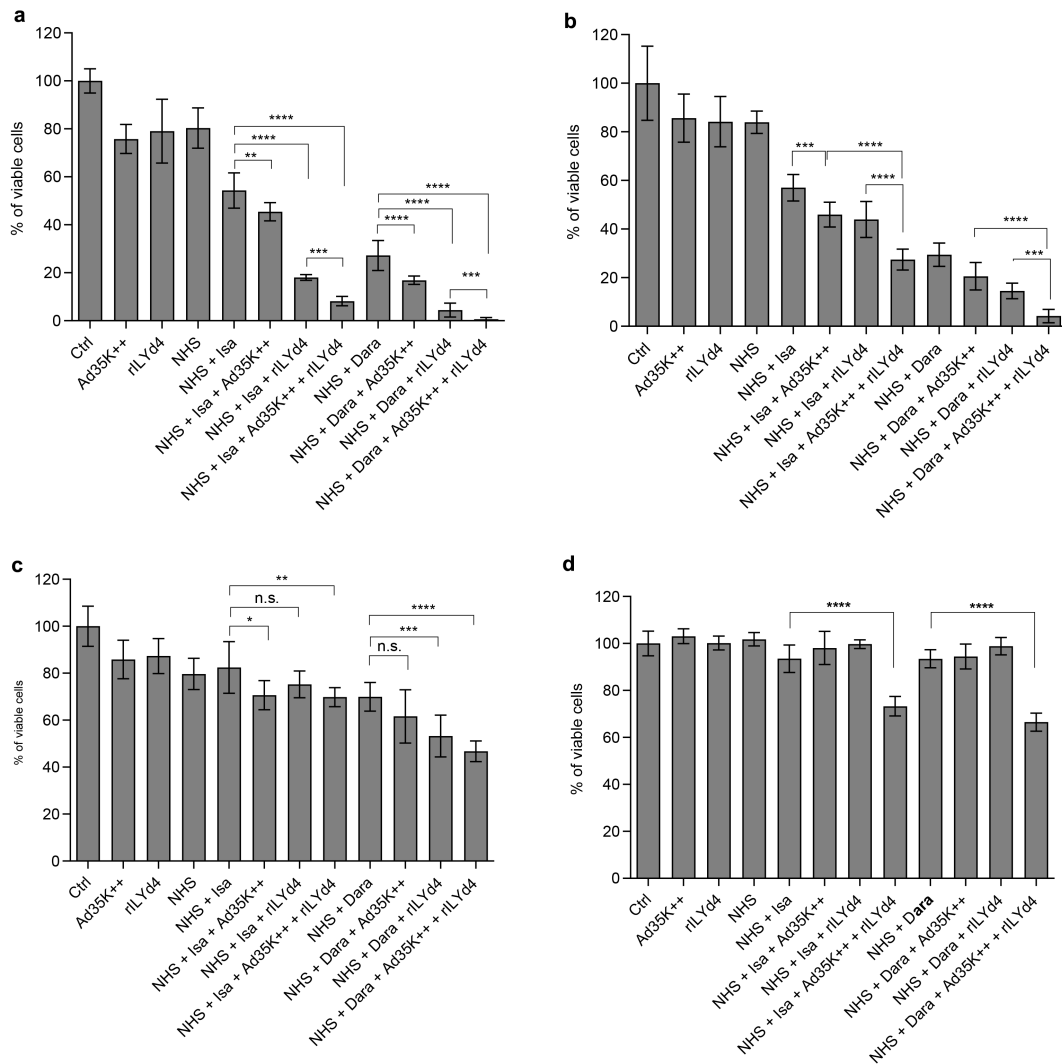 a
120
100
80
60
40
20
0
% of viable cells
****
****
**
***
****
****
****
***
Ctrl
Ad35K++
rILYd4
NHS
NHS + Isa
NHS + Isa + Ad35K++
NHS + Isa + rILYd4
NHS + Isa + Ad35K++ + rILYd4
NHS + Dara
NHS + Dara + Ad35K++
NHS + Dara + rILYd4
NHS + Dara + Ad35K++ + rILYd4
b
120
100
80
60
40
20
0
% of viable cells
***
****
****
****
***
Ctrl
Ad35K++
rILYd4
NHS
NHS + Isa
NHS + Isa + Ad35K++
NHS + Isa + rILYd4
NHS + Isa + Ad35K++ + rILYd4
NHS + Dara
NHS + Dara + Ad35K++
NHS + Dara + rILYd4
NHS + Dara + Ad35K++ + rILYd4
c
120
100
80
60
40
20
0
% of viable cells
**
n.s.
*
****
***
n.s.
Ctrl
Ad35K++
rILYd4
NHS
NHS + Isa
NHS + Isa + Ad35K++
NHS + Isa + rILYd4
NHS + Isa + Ad35K++ + rILYd4
NHS + Dara
NHS + Dara + Ad35K++
NHS + Dara + rILYd4
NHS + Dara + Ad35K++ + rILYd4
d
120
100
80
60
40
20
0
% of viable cells
****
****
Ctrl
Ad35K++
rILYd4
NHS
NHS + Isa
NHS + Isa + Ad35K++
NHS + Isa + rILYd4
NHS + Isa + Ad35K++ + rILYd4
NHS + Dara
NHS + Dara + Ad35K++
NHS + Dara + rILYd4
NHS + Dara + Ad35K++ + rILYd4